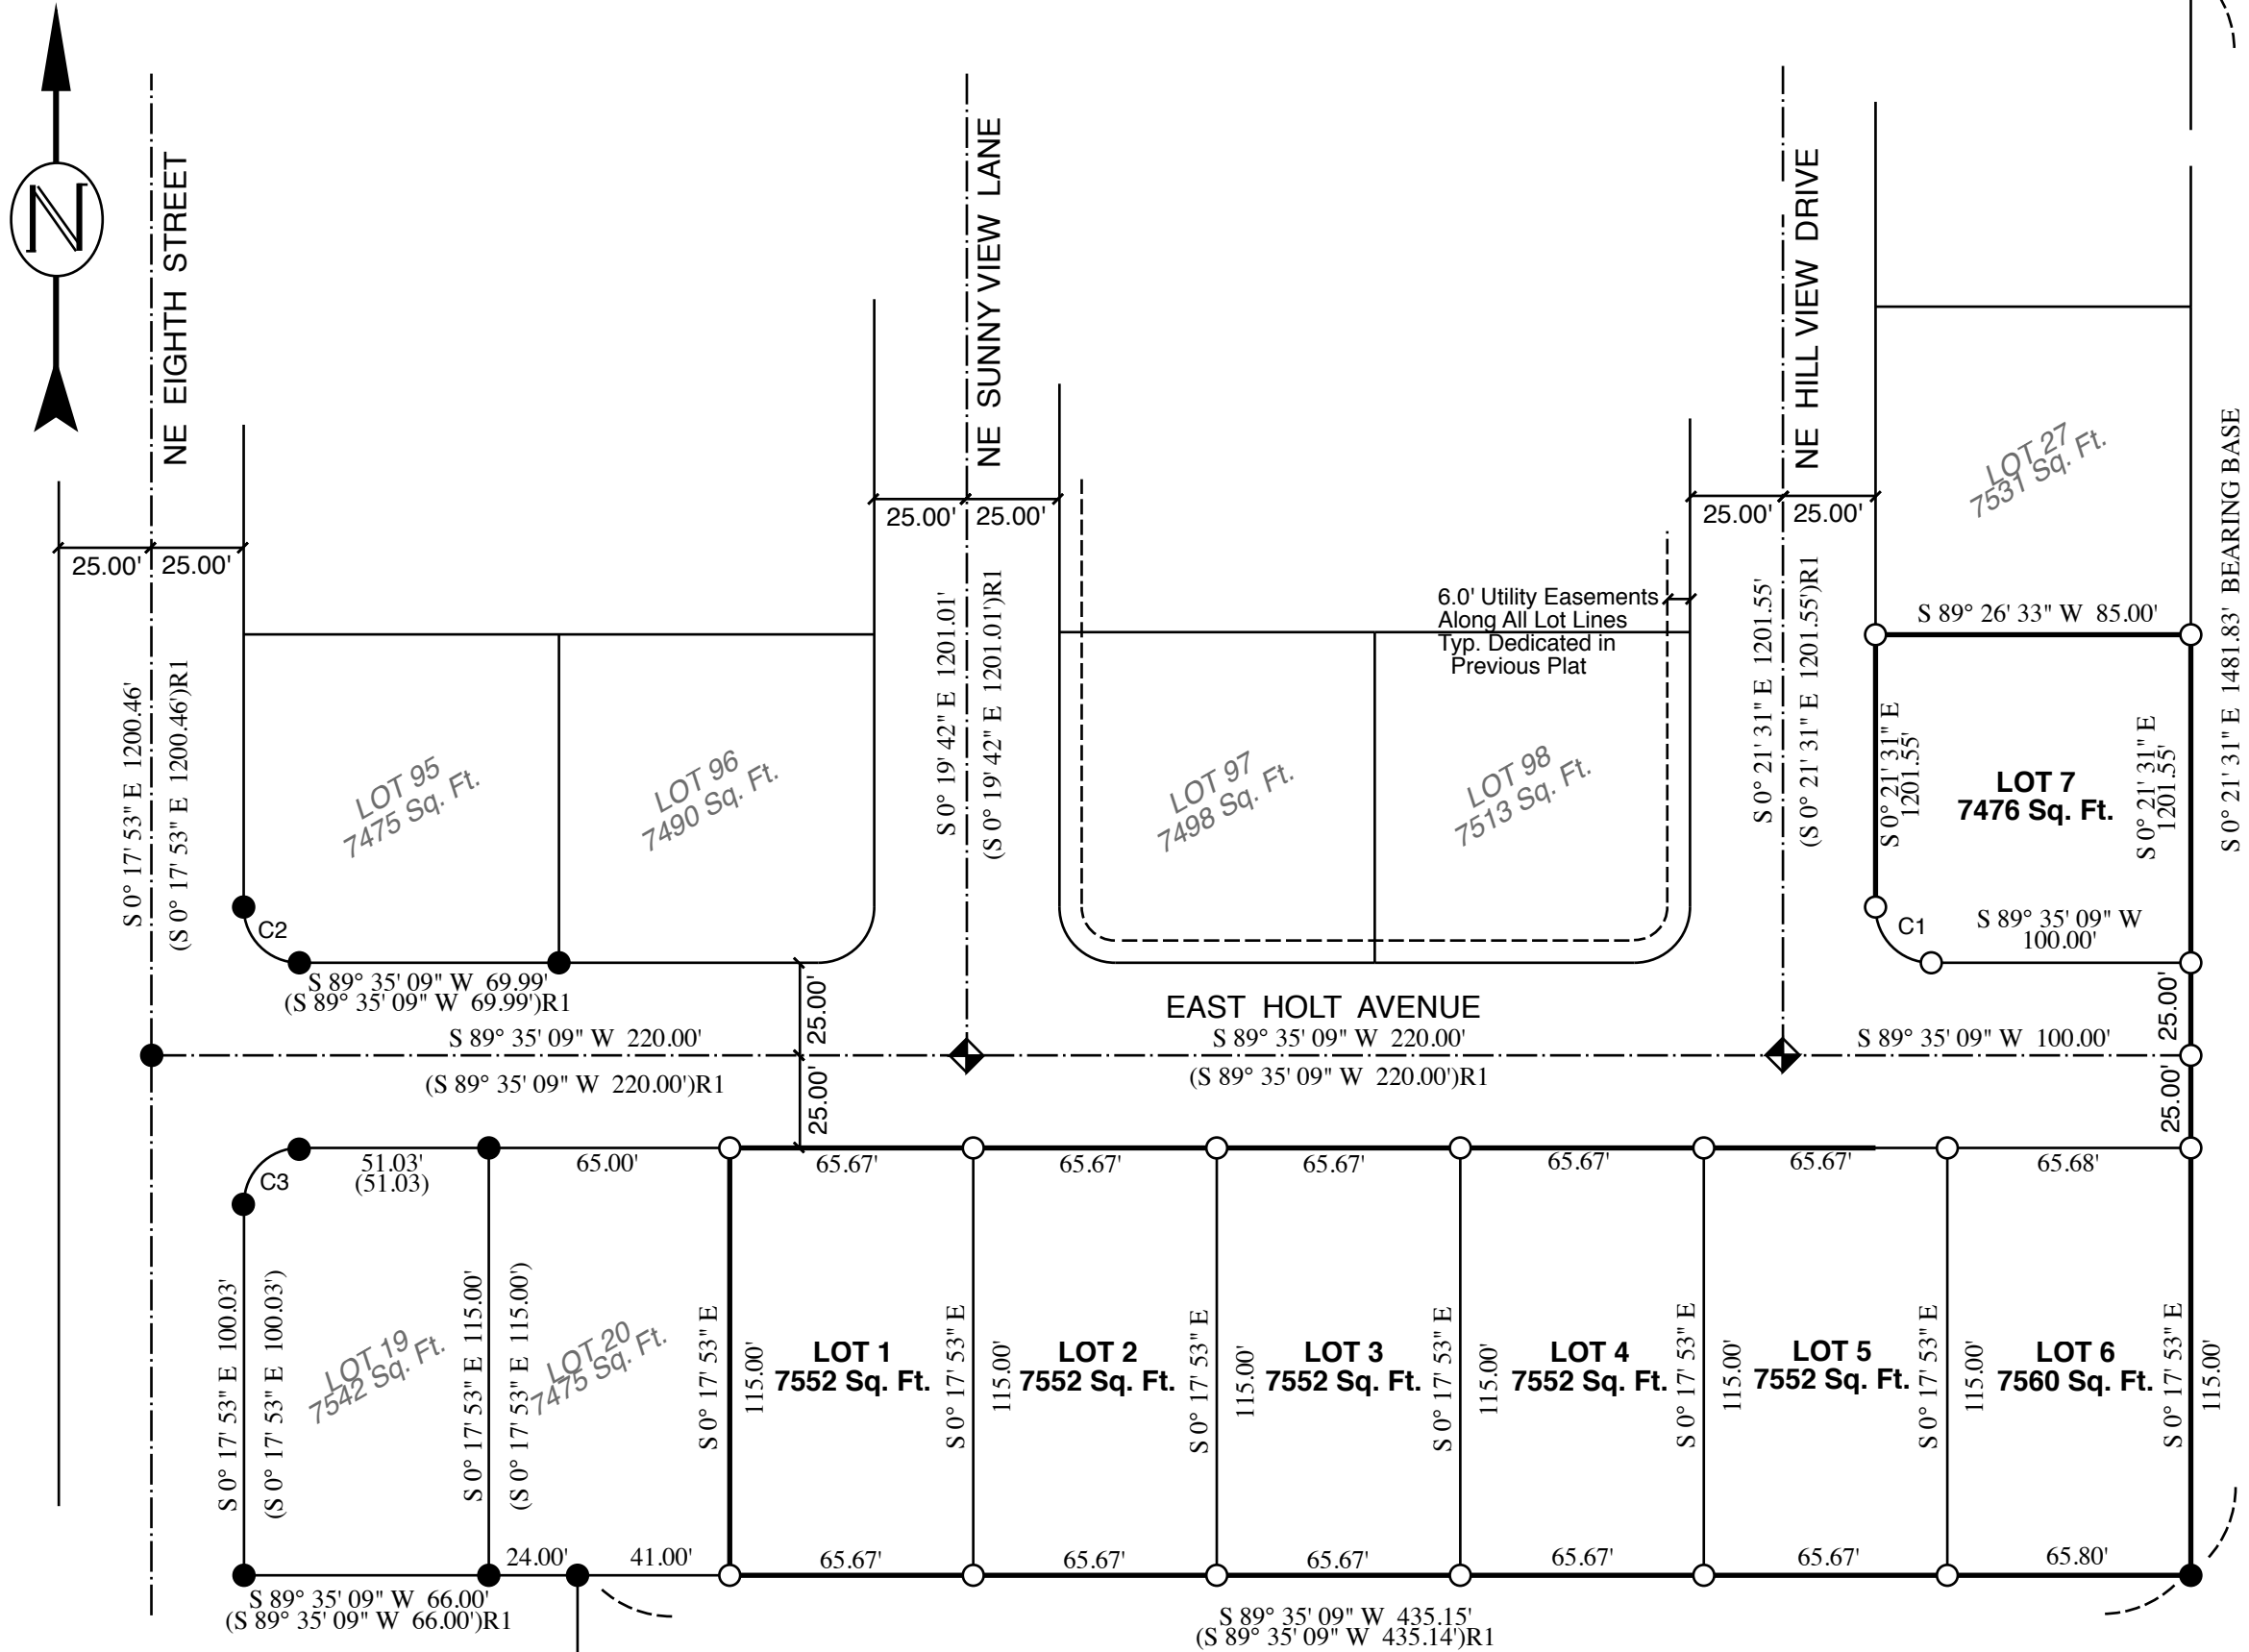 N
NE EIGHTH STREET
NE SUNNY VIEW LANE
NE HILL VIEW DRIVE
25.00' 25.00'
25.00' 25.00'
25.00' 25.00'
S 0° 17' 53" E 1200.46'
(S 0° 17' 53" E 1200.46')R1
S 0° 19' 42" E 1201.01'
(S 0° 19' 42" E 1201.01')R1
S 0° 21' 31" E 1201.55'
(S 0° 21' 31" E 1201.55')R1
S 0° 21' 31" E 1481.83' BEARING BASE
LOT 27
7531 Sq. Ft.
6.0' Utility Easements
Along All Lot Lines
Typ. Dedicated in
Previous Plat
S 89° 26' 33" W 85.00'
LOT 95
7475 Sq. Ft.
LOT 96
7490 Sq. Ft.
LOT 97
7498 Sq. Ft.
LOT 98
7513 Sq. Ft.
S 0° 21' 31" E
1201.55'
LOT 7
7476 Sq. Ft.
S 0° 21' 31" E
1201.55'
C2
C1
S 89° 35' 09" W
100.00'
S 89° 35' 09" W 69.99'
(S 89° 35' 09" W 69.99')R1
25.00'
25.00'
EAST HOLT AVENUE
25.00'
25.00'
S 89° 35' 09" W 220.00'
(S 89° 35' 09" W 220.00')R1
S 89° 35' 09" W 220.00'
(S 89° 35' 09" W 220.00')R1
S 89° 35' 09" W 100.00'
C3
51.03'
(51.03)
65.00'
65.67'
65.67'
65.67'
65.67'
65.67'
65.68'
S 0° 17' 53" E 100.03'
(S 0° 17' 53" E 100.03')
LOT 19
7542 Sq. Ft.
S 0° 17' 53" E 115.00'
(S 0° 17' 53" E 115.00')
LOT 20
7475 Sq. Ft.
S 0° 17' 53" E
115.00'
LOT 1
7552 Sq. Ft.
S 0° 17' 53" E
115.00'
LOT 2
7552 Sq. Ft.
S 0° 17' 53" E
115.00'
LOT 3
7552 Sq. Ft.
S 0° 17' 53" E
115.00'
LOT 4
7552 Sq. Ft.
S 0° 17' 53" E
115.00'
LOT 5
7552 Sq. Ft.
S 0° 17' 53" E
115.00'
LOT 6
7560 Sq. Ft.
S 0° 17' 53" E
115.00'
24.00'
41.00'
65.67'
65.67'
65.67'
65.67'
65.67'
65.80'
S 89° 35' 09" W 66.00'
(S 89° 35' 09" W 66.00')R1
S 89° 35' 09" W 435.15'
(S 89° 35' 09" W 435.14')R1